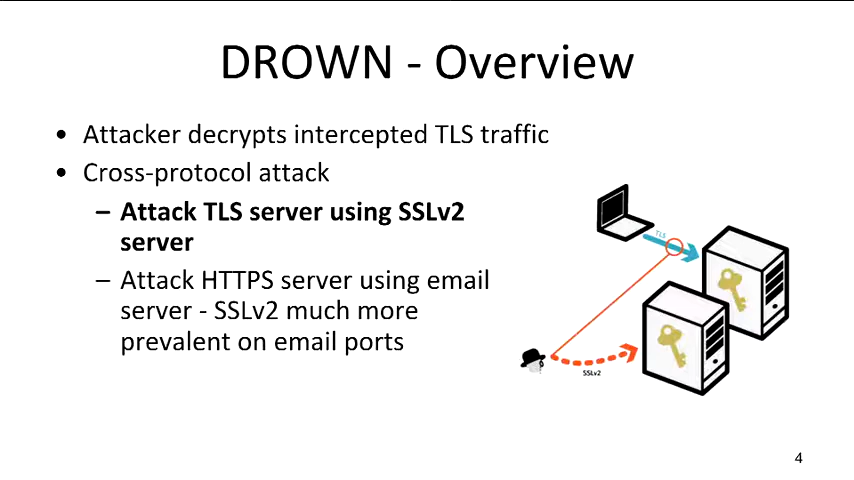 DROWN - Overview
• Attacker decrypts intercepted TLS traffic
• Cross-protocol attack
– Attack TLS server using SSLv2
server
– Attack HTTPS server using email
server - SSLv2 much more
prevalent on email ports
TLS
SSLv2
4